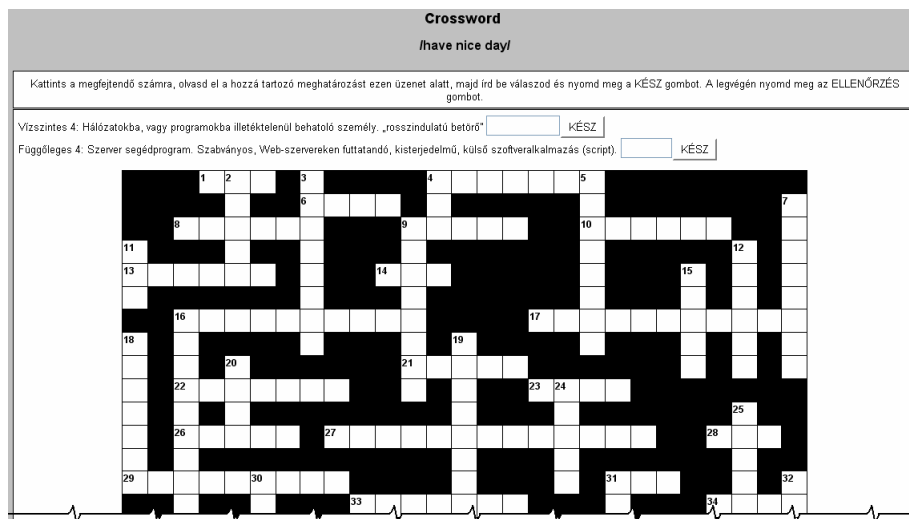 Crossword
/have nice day/
Kattints a megfejtendő számra, olvasd el a hozzá tartozó meghatározást ezen üzenet alatt, majd írd be válaszod és nyomd meg a KÉSZ gombot. A legvégén nyomd meg az ELLENŐRZÉS
gombot.
Vízszintes 4: Hálózatokba, vagy programokba illetéktelenül behatoló személy. „rosszindulatú betörő" KÉSZ
Függőleges 4: Szerver segédprogram. Szabványos, Web-szervereken futtatandó, kisterjedelmű, külső szoftveralkalmazás (script). KÉSZ
1 2 3 4 5
6 7
8 9 10
11 12
13 14 15
16 17
18 19
20 21
22 23 24
25
26 27 28
29 30 31 32
33 34